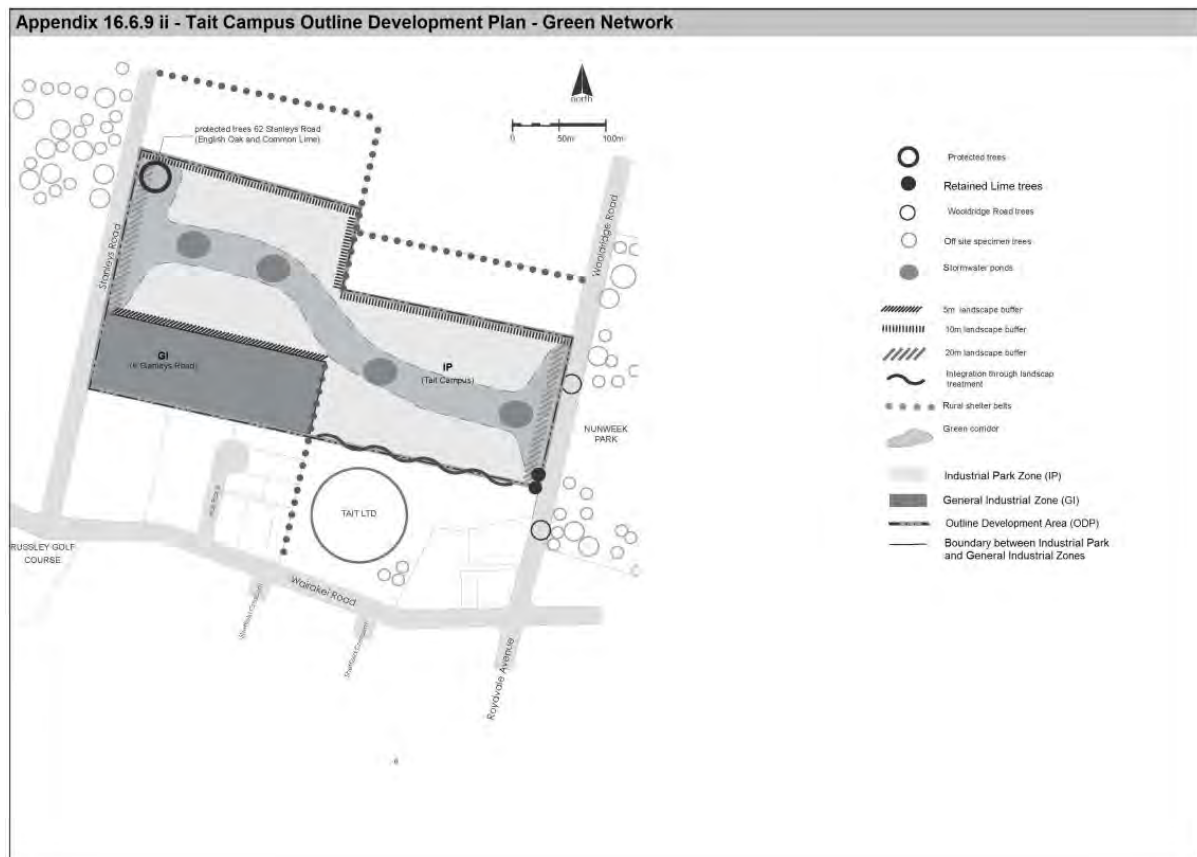 Appendix 16.6.9 ii - Tait Campus Outline Development Plan - Green Network
north
0 50m 100m
protected trees 62 Stanleys Road
(English Oak and Common Lime)
Stanleys Road
Wooldridge Road
GI
Stanleys Road)
IP
(Tait Campus)
NUNWEEK
PARK
TAIT LTD
RUSSLEY GOLF
COURSE
Wairakei Road
Roydvale Avenue
Protected trees
Retained Lime trees
Wooldridge Road trees
Off site specimen trees
Stormwater ponds
5m landscape buffer
10m landscape buffer
20m landscape buffer
Integration through landscap
treatment
Rural shelter belts
Green corridor
Industrial Park Zone (IP)
General Industrial Zone (GI)
Outline Development Area (ODP)
Boundary between Industrial Park
and General Industrial Zones